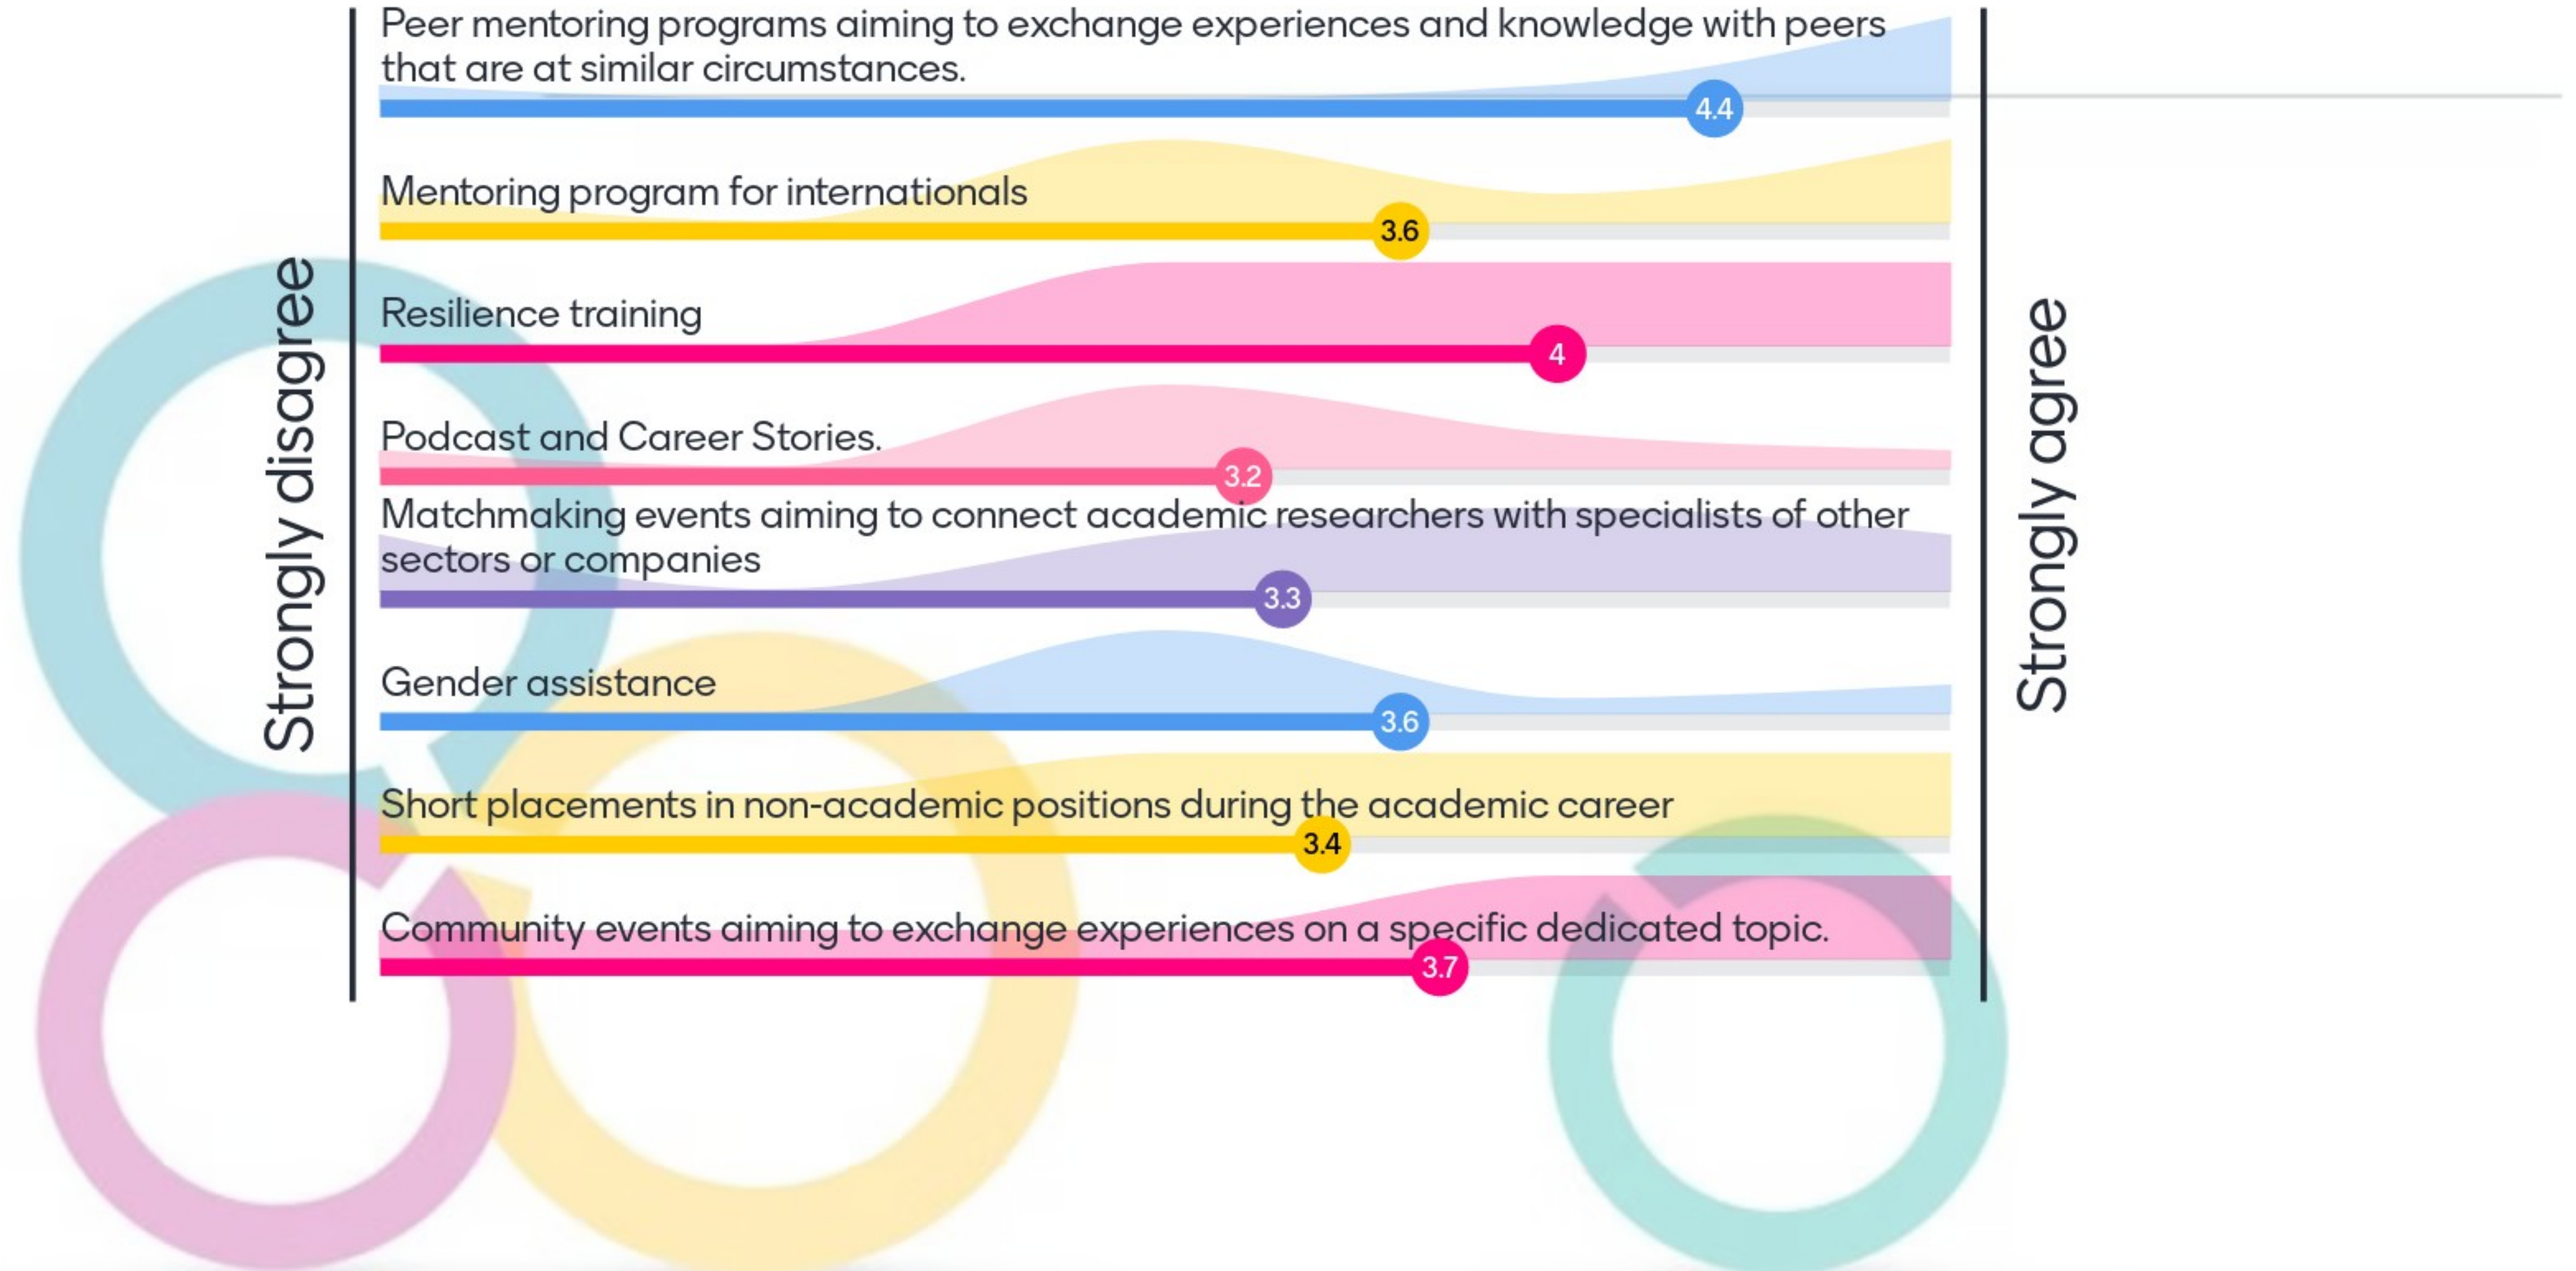 Peer mentoring programs aiming to exchange experiences and knowledge with peers
that are at similar circumstances.
4.4
Mentoring program for internationals
3.6
Resilience training
4
Podcast and Career Stories.
3.2
Matchmaking events aiming to connect academic researchers with specialists of other
sectors or companies
3.3
Gender assistance
3.6
Short placements in non-academic positions during the academic career
3.4
Community events aiming to exchange experiences on a specific dedicated topic.
3.7
Strongly disagree
Strongly agree